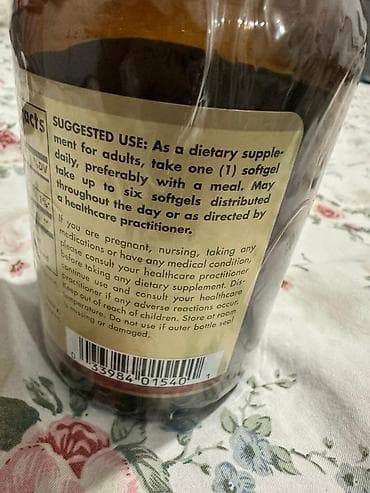 acts
SUGGESTED USE: As a dietary supple-
ment for adults, take one (1) softgel
daily, preferably with a meal. May
take up to six softgels distributed
throughout the day or as directed by
a healthcare practitioner.
If you are pregnant, nursing, taking any
medications or have any medical condition,
please consult your healthcare practitioner
before taking any dietary supplement. Dis-
continue use and consult your healthcare
practitioner if any adverse reactions occur.
Keep out of reach of children. Store at room
temperature. Do not use if outer bottle seal
is missing or damaged.
0 33984 01540 1